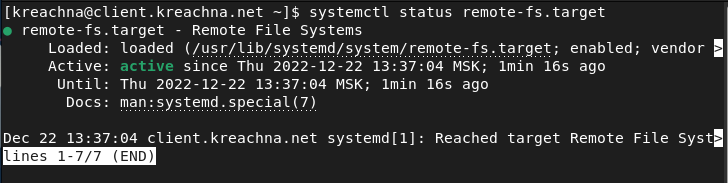 [kreachna@client.kreachna.net ~]$ systemctl status remote-fs.target
● remote-fs.target - Remote File Systems
Loaded: loaded (/usr/lib/systemd/system/remote-fs.target; enabled; vendor >
Active: active since Thu 2022-12-22 13:37:04 MSK; 1min 16s ago
Until: Thu 2022-12-22 13:37:04 MSK; 1min 16s ago
Docs: man:systemd.special(7)
Dec 22 13:37:04 client.kreachna.net systemd[1]: Reached target Remote File Syst>
lines 1-7/7 (END)